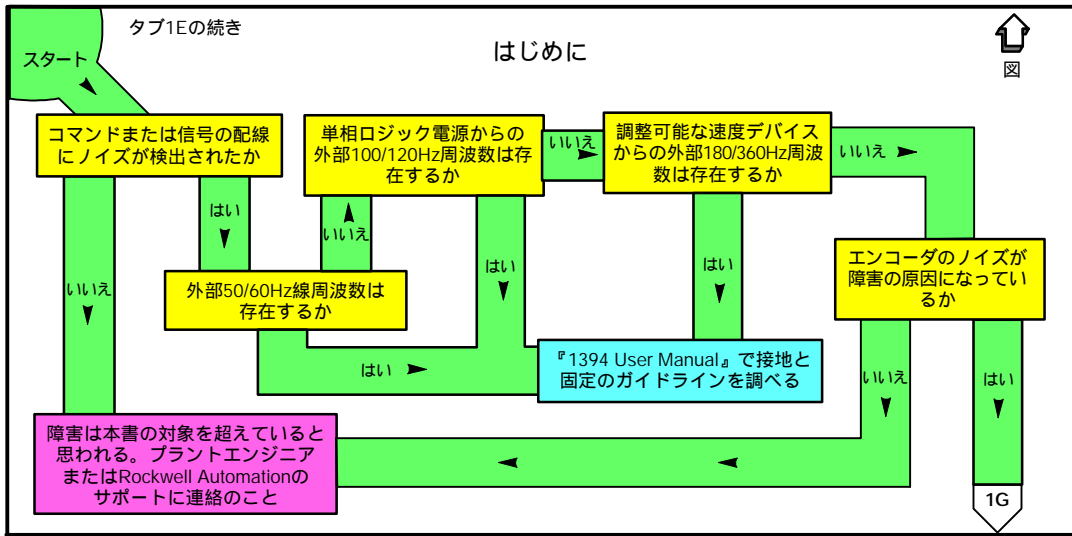 タブ1Eの続き
はじめに
図
スタート
コマンドまたは信号の配線
にノイズが検出されたか
単相ロジック電源からの
外部100/120Hz周波数は存
在するか
いいえ
調整可能な速度デバイス
からの外部180/360Hz周波
数は存在するか
いいえ
はい
いいえ
はい
はい
いいえ
外部50/60Hz線周波数は
存在するか
エンコーダのノイズが
障害の原因になってい
るか
はい
『1394 User Manual』で接地と
固定のガイドラインを調べる
いいえ
はい
障害は本書の対象を超えていると
思われる。プラントエンジニア
またはRockwell Automationの
サポートに連絡のこと
1G